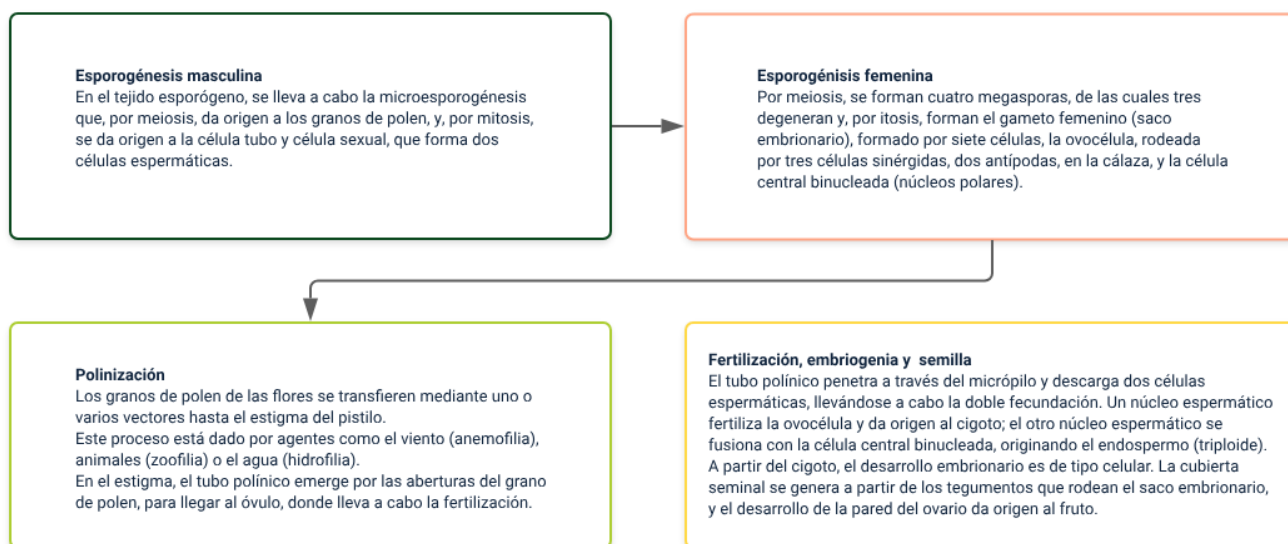 Esporogénesis masculina
En el tejido esporógeno, se lleva a cabo la microesporogénesis
que, por meiosis, da origen a los granos de polen, y, por mitosis,
se da origen a la célula tubo y célula sexual, que forma dos
células espermáticas.
Esporogénisis femenina
Por meiosis, se forman cuatro megasporas, de las cuales tres
degeneran y, por itosis, forman el gameto femenino (saco
embrionario), formado por siete células, la ovocélula, rodeada
por tres células sinérgidas, dos antípodas, en la cálaza, y la célula
central binucleada (núcleos polares).
Polinización
Los granos de polen de las flores se transfieren mediante uno o
varios vectores hasta el estigma del pistilo.
Este proceso está dado por agentes como el viento (anemofilia),
animales (zoofilia) o el agua (hidrofilia).
En el estigma, el tubo polínico emerge por las aberturas del grano
de polen, para llegar al óvulo, donde lleva a cabo la fertilización.
Fertilización, embriogenia y semilla
El tubo polínico penetra a través del micrópilo y descarga dos células
espermáticas, llevándose a cabo la doble fecundación. Un núcleo espermático
fertiliza la ovocélula y da origen al cigoto; el otro núcleo espermático se
fusiona con la célula central binucleada, originando el endospermo (triploide).
A partir del cigoto, el desarrollo embrionario es de tipo celular. La cubierta
seminal se genera a partir de los tegumentos que rodean el saco embrionario,
y el desarrollo de la pared del ovario da origen al fruto.